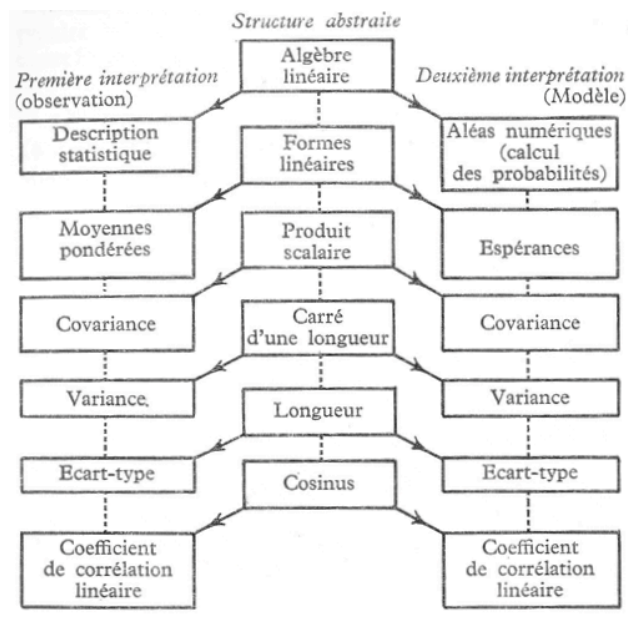 Structure abstraite
Algèbre
linéaire
Première interprétation
(observation)
Deuxième interprétation
(Modèle)
Description
statistique
Formes
linéaires
Aléas numériques
(calcul
des probabilités)
Moyennes
pondérées
Produit
scalaire
Espérances
Covariance
Carré
d'une longueur
Covariance
Variance
Longueur
Variance
Ecart-type
Cosinus
Ecart-type
Coefficient
de corrélation
linéaire
Coefficient
de corrélation
linéaire